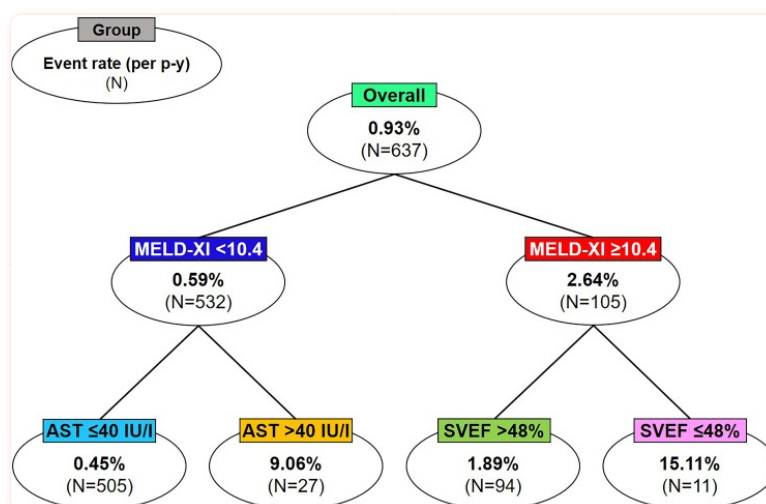 Group
Event rate (per p-y)
(N)
Overall
0.93%
(N=637)
MELD-XI <10.4
0.59%
(N=532)
MELD-XI ≥10.4
2.64%
(N=105)
AST ≤40 IU/l
0.45%
(N=505)
AST >40 IU/l
9.06%
(N=27)
SVEF >48%
1.89%
(N=94)
SVEF ≤48%
15.11%
(N=11)